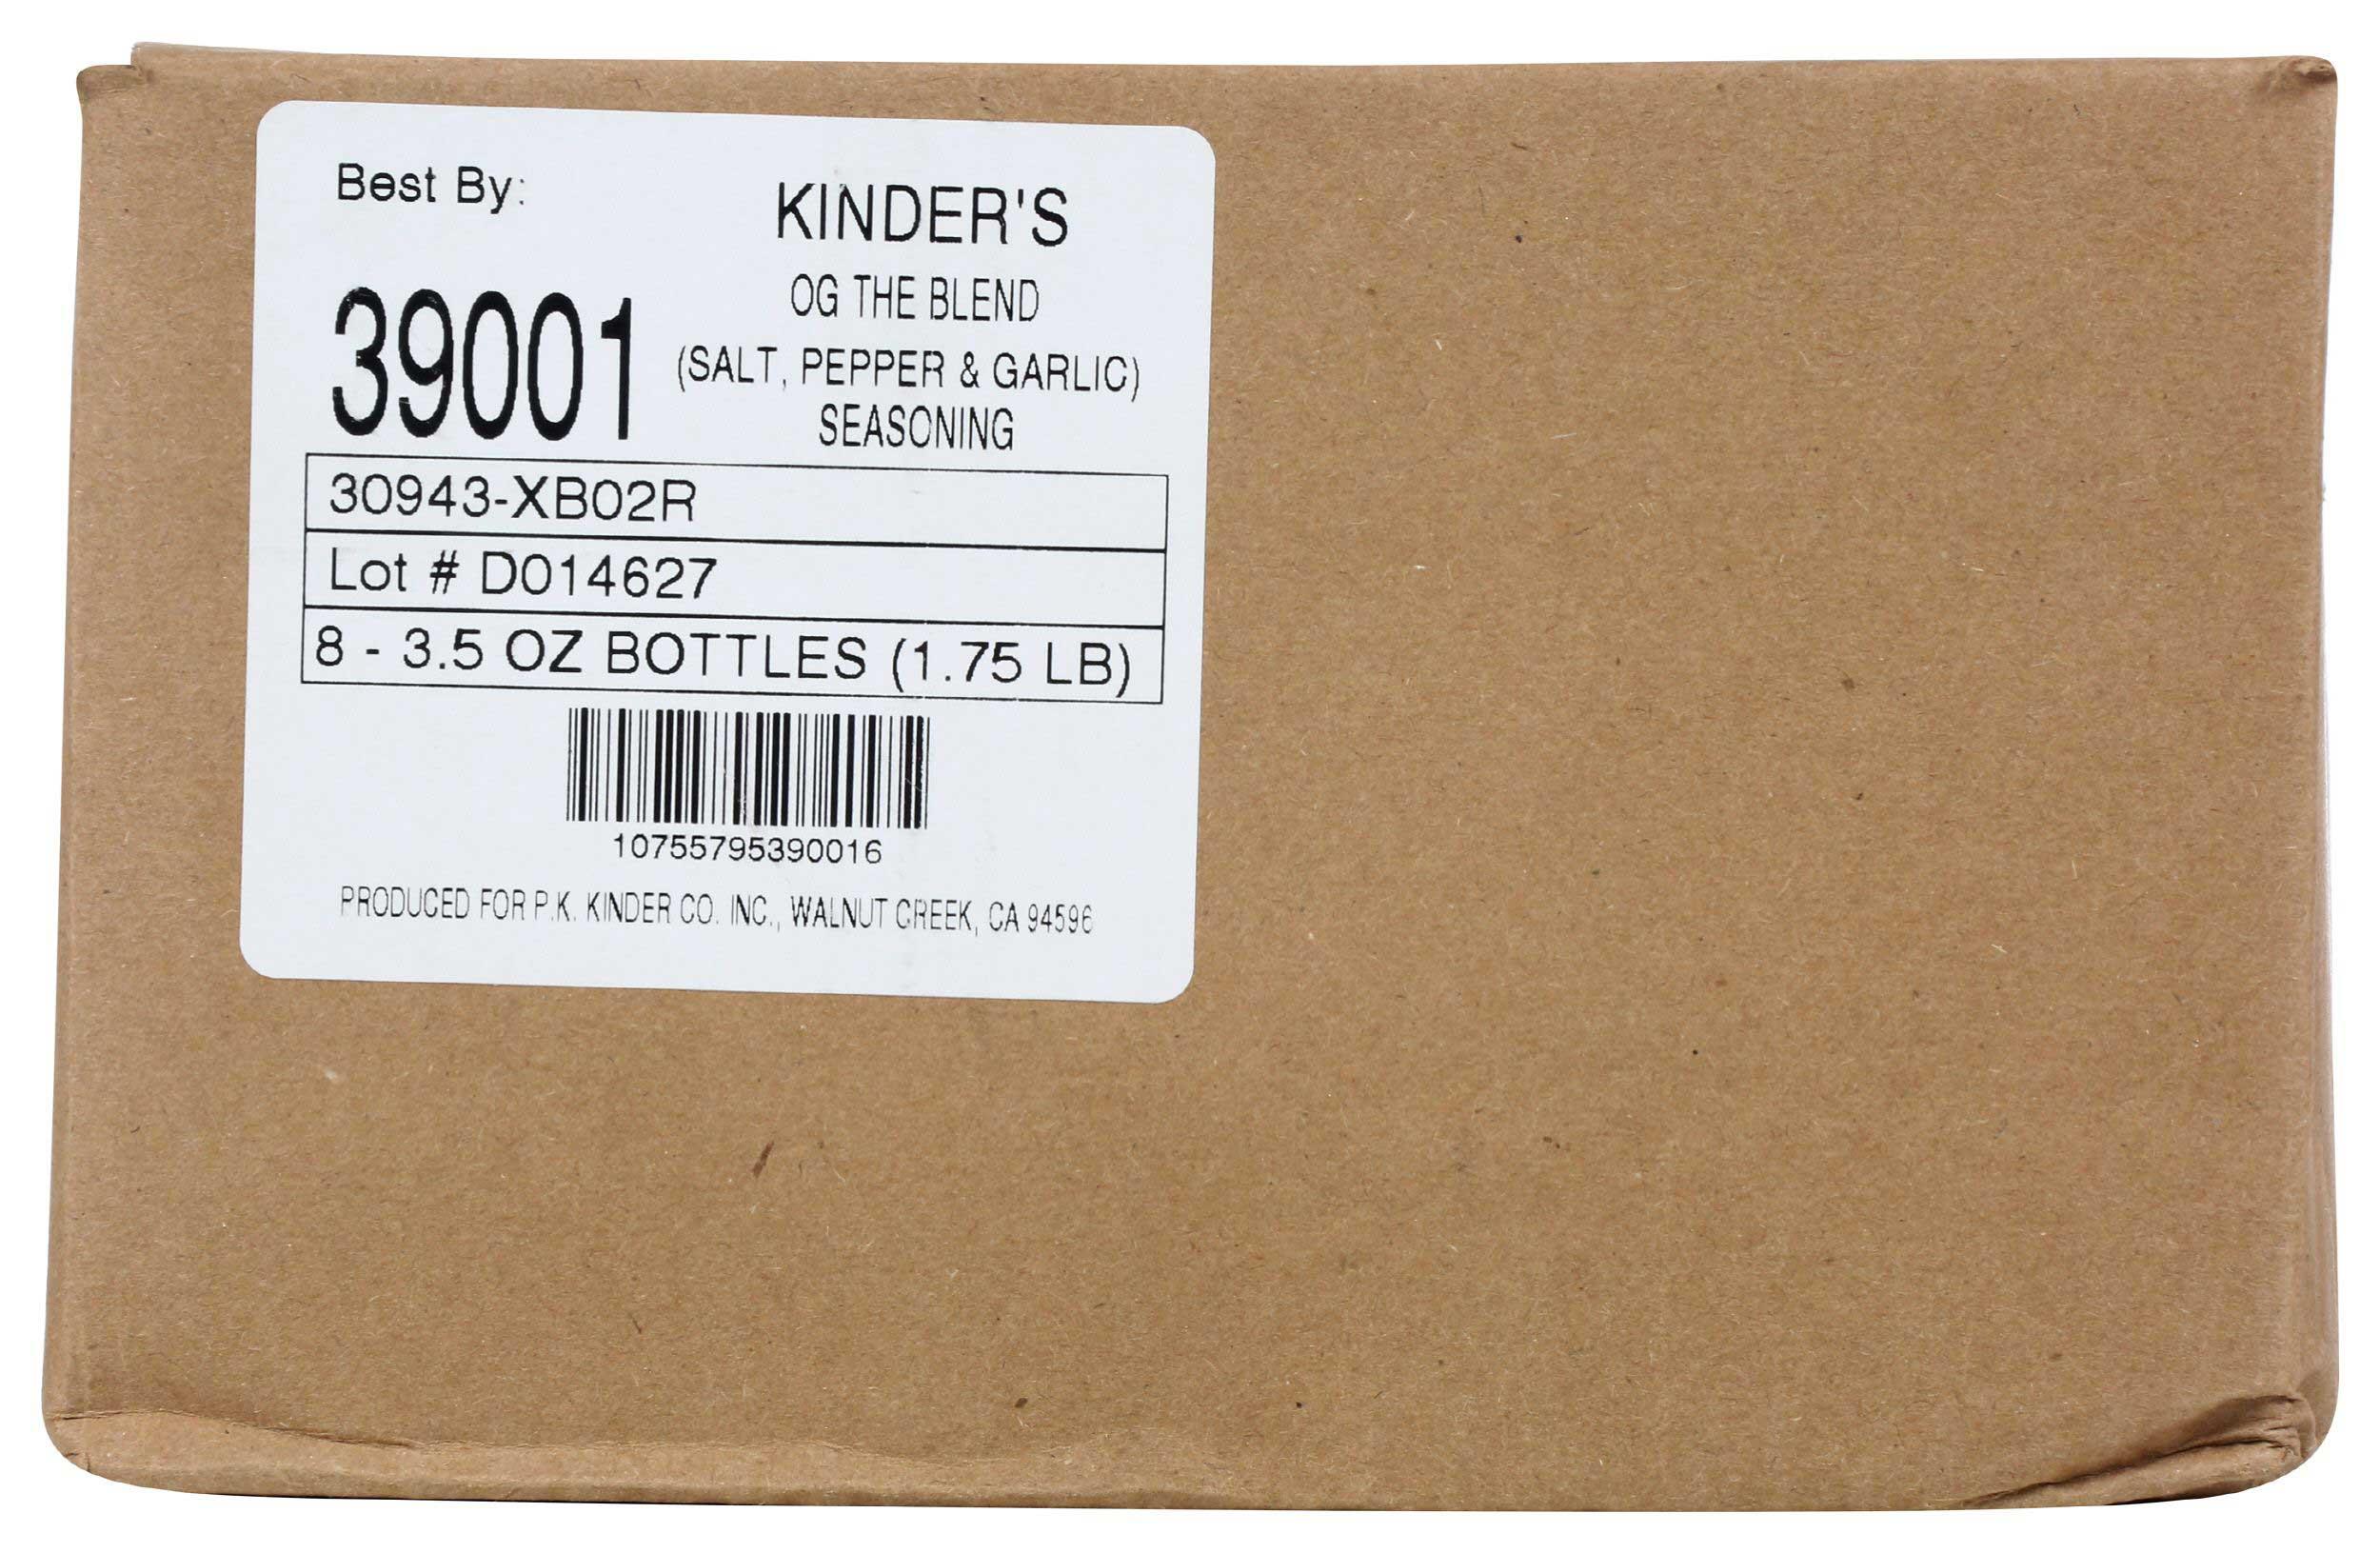 Best By:
KINDER'S
OG THE BLEND
(SALT, PEPPER & GARLIC)
SEASONING
39001
30943-XB02R
Lot # D014627
8 - 3.5 OZ BOTTLES (1.75 LB)
10755795390016
PRODUCED FOR P.K. KINDER CO. INC., WALNUT CREEK, CA 94596